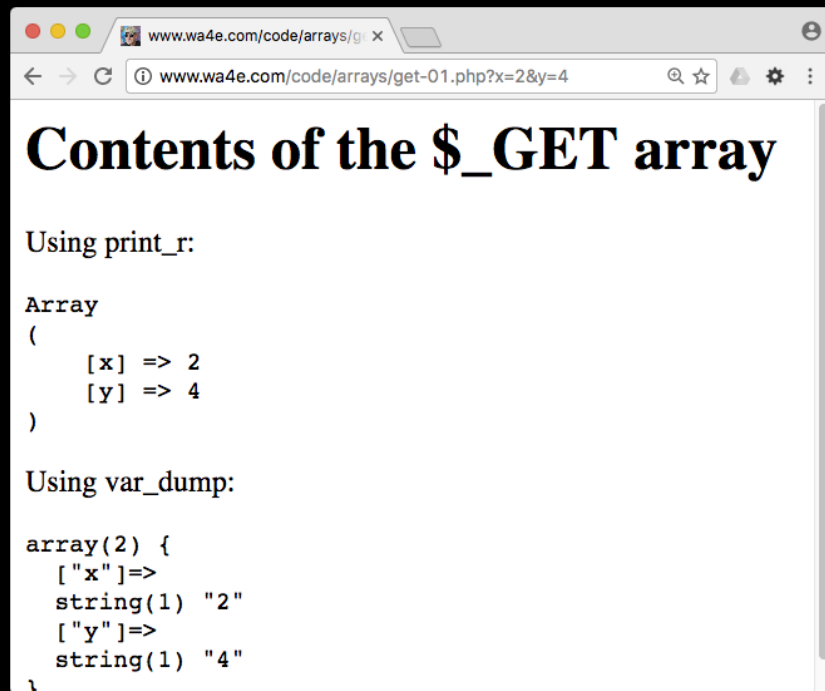 www.wa4e.com/code/arrays/ge
www.wa4e.com/code/arrays/get-01.php?x=2&y=4
Contents of the $_GET array
Using print_r:
Array
(
    [x] => 2
    [y] => 4
)
Using var_dump:
array(2) {
  ["x"]=>
  string(1) "2"
  ["y"]=>
  string(1) "4"
}